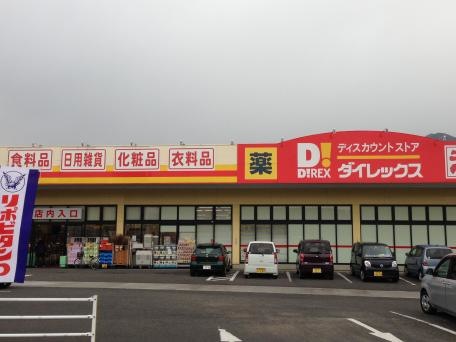 食料品
日用雑貨
化粧品
衣料品
薬
D!
DIREX
ディスカウントストア
ダイレックス
店内入口
リポビタンD